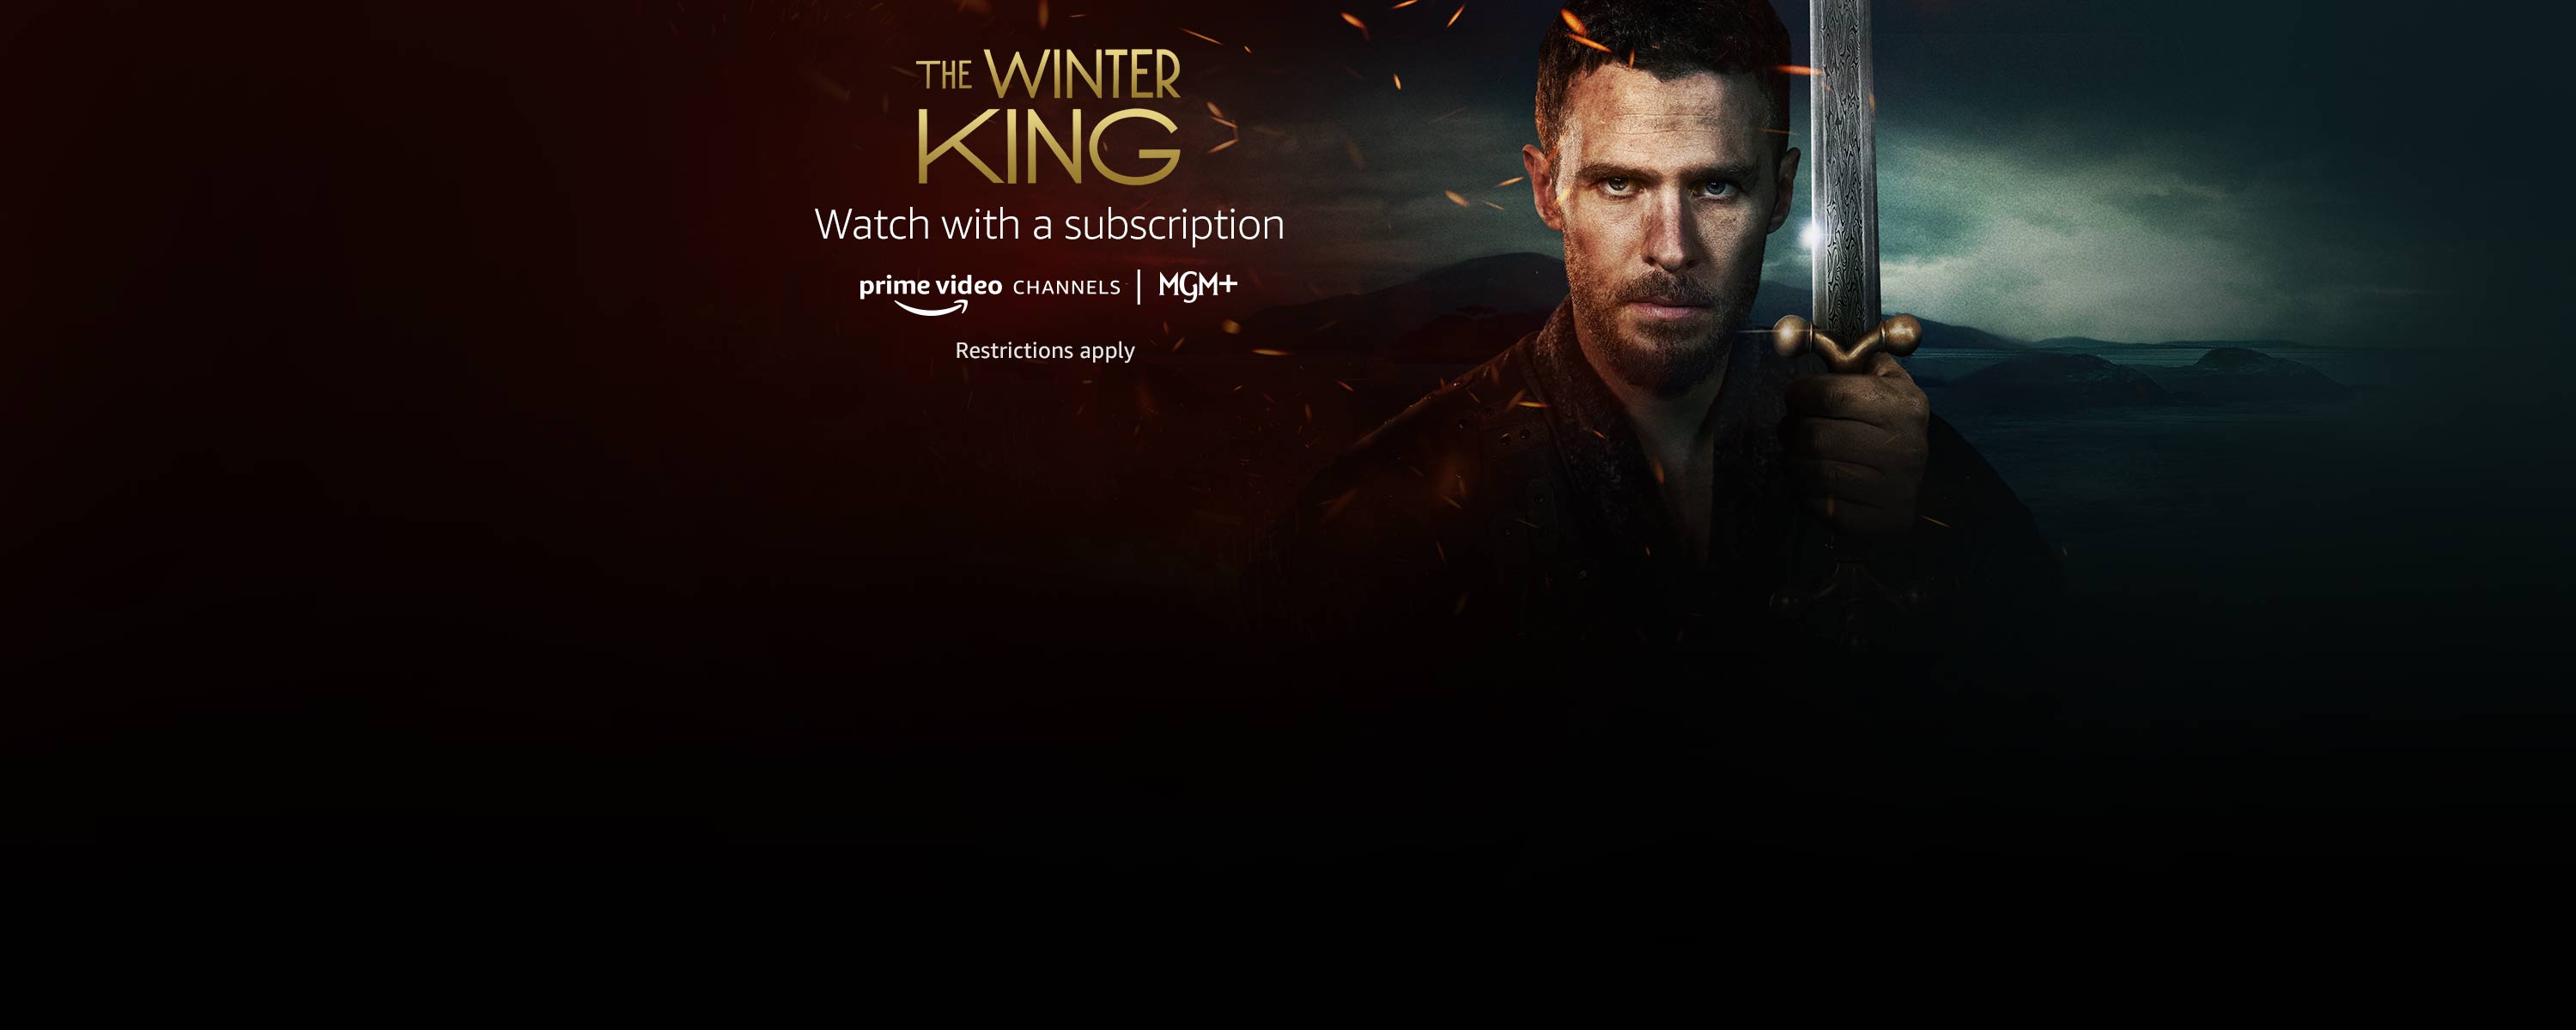 THE WINTER
KING
Watch with a subscription
prime video CHANNELS | MGM+
Restrictions apply